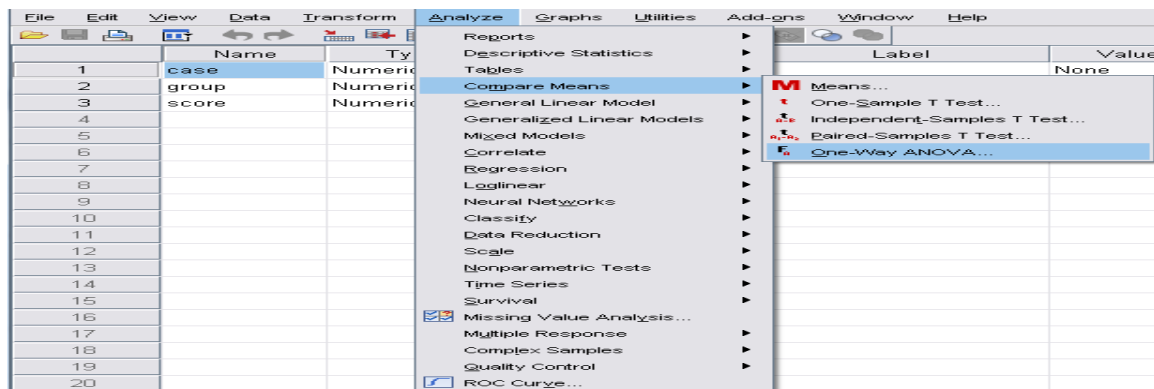 File Edit View Data Transform Analyze Graphs Utilities Add-ons Window Help
Reports
Name Ty Descriptive Statistics Label Value
1 case Numeric Tables None
2 group Numeric Compare Means Means...
3 score Numeric General Linear Model One-Sample T Test...
4 Generalized Linear Models Independent-Samples T Test...
5 Mixed Models Paired-Samples T Test...
6 Correlate One-Way ANOVA...
7 Regression
8 Loglinear
9 Neural Networks
10 Classify
11 Data Reduction
12 Scale
13 Nonparametric Tests
14 Time Series
15 Survival
16 Missing Value Analysis...
17 Multiple Response
18 Complex Samples
19 Quality Control
20 ROC Curve...